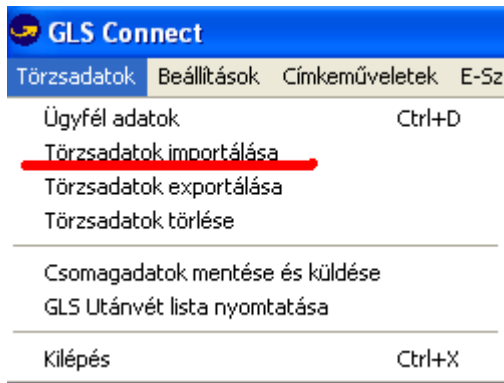 GLS Connect
Törzsadatok Beállítások Címkeműveletek E-Sz
Ügyfél adatok Ctrl+D
Törzsadatok importálása
Törzsadatok exportálása
Törzsadatok törlése
Csomagadatok mentése és küldése
GLS Utánvét lista nyomtatása
Kilépés Ctrl+X